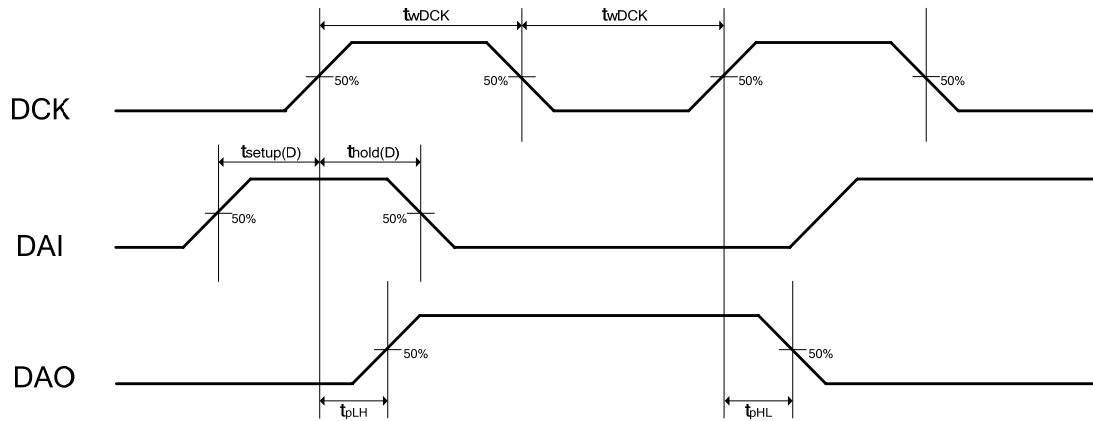 twDCK twDCK
50% 50% 50% 50%
DCK
tsetup(D) thold(D)
50% 50%
DAI
50% 50%
DAO
tpLH tpHL